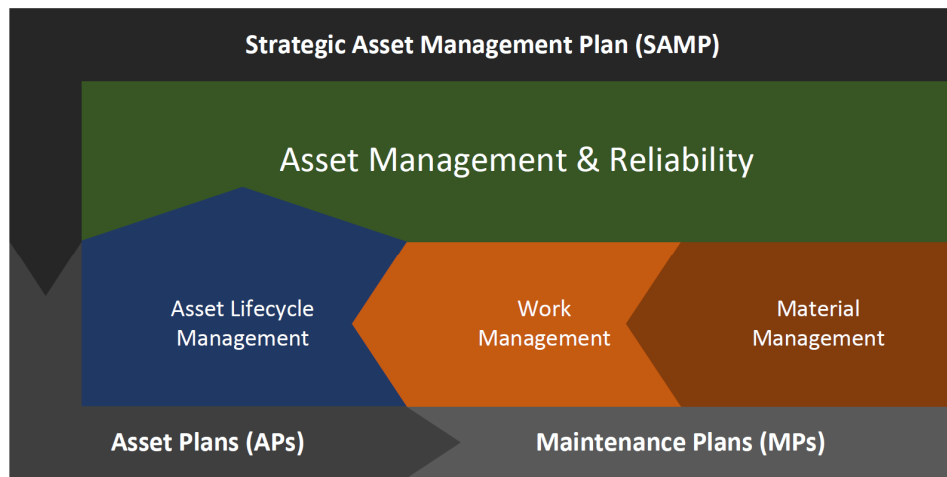 Strategic Asset Management Plan (SAMP)
Asset Management & Reliability
Asset Lifecycle
Management
Work
Management
Material
Management
Asset Plans (APs)
Maintenance Plans (MPs)